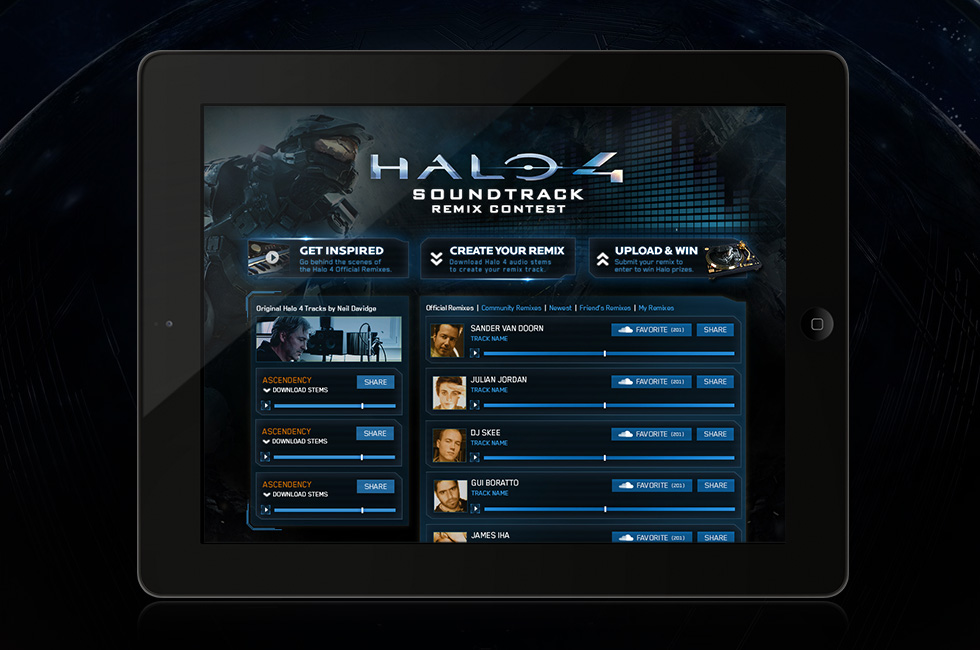 HALO 4
SOUNDTRACK
REMIX CONTEST
GET INSPIRED
Go behind the scenes of
the Halo 4 Official Remixes.
CREATE YOUR REMIX
Download Halo 4 audio stems
to create your remix track.
UPLOAD & WIN
Submit your remix to
enter to win Halo prizes.
Original Halo 4 Tracks by Neil Davidge
ASCENDENCY
SHARE
DOWNLOAD STEMS
ASCENDENCY
SHARE
DOWNLOAD STEMS
ASCENDENCY
SHARE
DOWNLOAD STEMS
Official Remixes | Community Remixes | Newest | Friend's Remixes | My Remixes
SANDER VAN DOORN
FAVORITE (201) SHARE
TRACK NAME
JULIAN JORDAN
FAVORITE (201) SHARE
TRACK NAME
DJ SKEE
FAVORITE (201) SHARE
TRACK NAME
GUI BORATTO
FAVORITE (201) SHARE
TRACK NAME
JAMES IHA
FAVORITE (201) SHARE